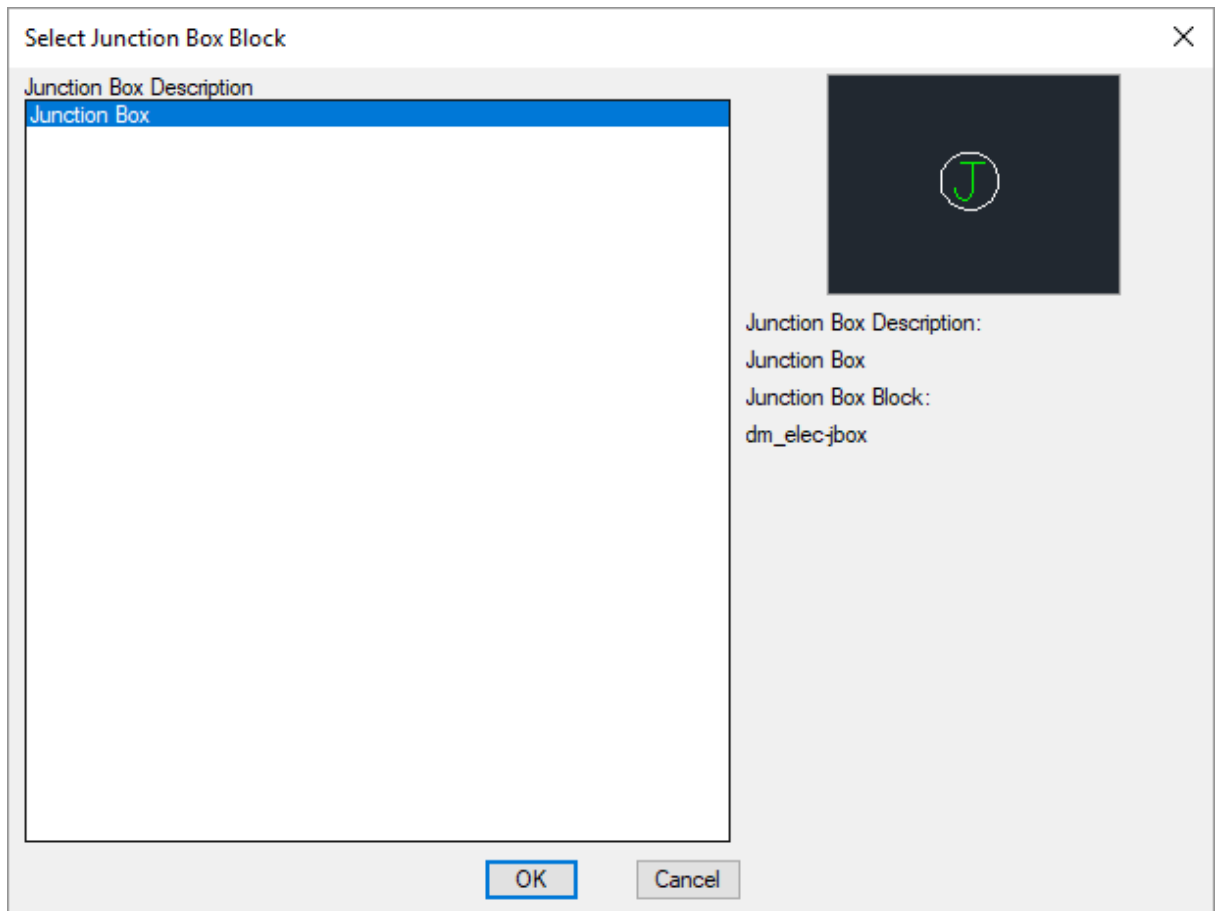 Select Junction Box Block
Junction Box Description
Junction Box
J
Junction Box Description:
Junction Box
Junction Box Block:
dm_elec-jbox
OK
Cancel